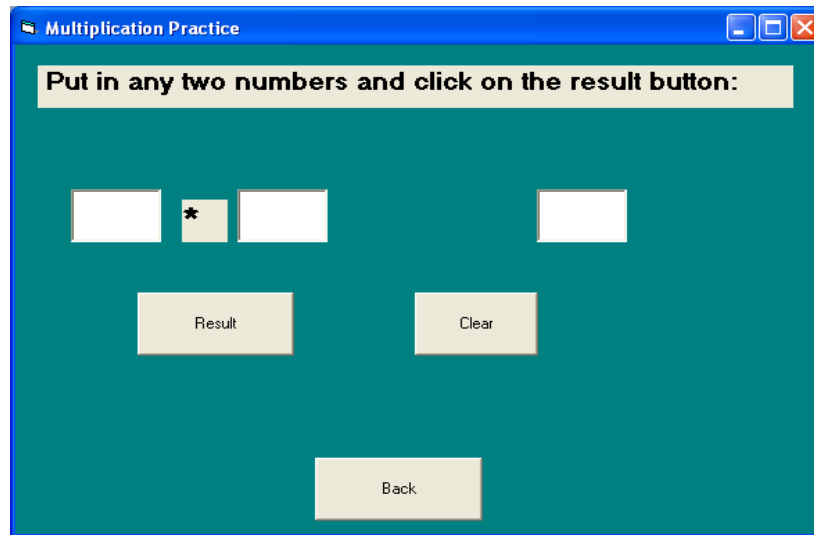 Multiplication Practice
Put in any two numbers and click on the result button:
*
Result Clear
Back